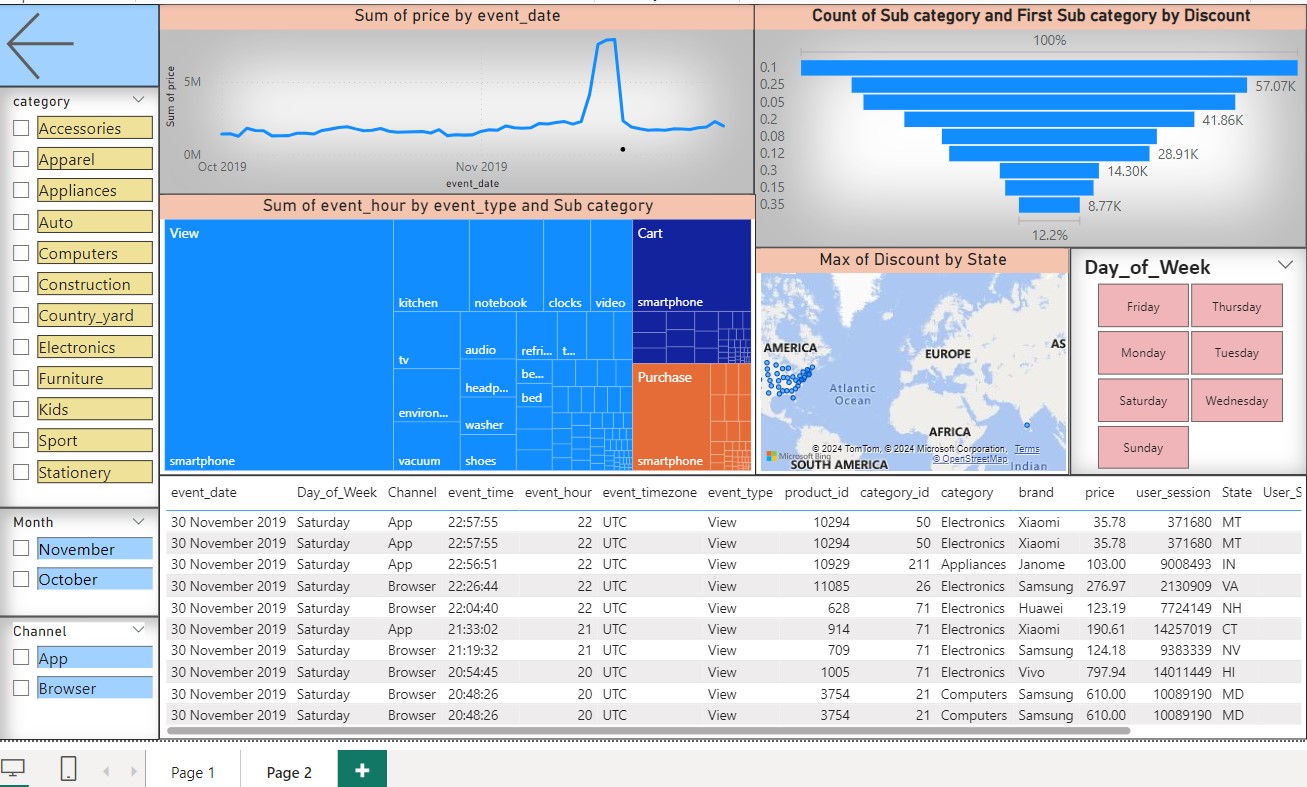 Sum of price by event_date
Sum of price
5M
0M
Oct 2019
Nov 2019
event_date
Count of Sub category and First Sub category by Discount
100%
0.1
0.25
57.07K
0.05
0.2
41.86K
0.08
0.12
28.91K
0.3
14.30K
0.15
0.35
8.77K
12.2%
category
Accessories
Apparel
Appliances
Auto
Computers
Construction
Country_yard
Electronics
Furniture
Kids
Sport
Stationery
Month
November
October
Channel
App
Browser
Sum of event_hour by event_type and Sub category
View
smartphone
kitchen
notebook
clocks
video
tv
audio
refri...
t...
environ...
headp...
be...
bed
washer
vacuum
shoes
Cart
smartphone
Purchase
smartphone
Max of Discount by State
AMERICA
EUROPE
AS
Atlantic
Ocean
AFRICA
© 2024 TomTom, © 2024 Microsoft Corporation, Terms
Microsoft Bing
© OpenStreetMap
SOUTH AMERICA
Indian
Day_of_Week
Friday Thursday
Monday Tuesday
Saturday Wednesday
Sunday
event_date Day_of_Week Channel event_time event_hour event_timezone event_type product_id category_id category brand price user_session State User_S
30 November 2019 Saturday App 22:57:55 22 UTC View 10294 50 Electronics Xiaomi 35.78 371680 MT
30 November 2019 Saturday App 22:57:55 22 UTC View 10294 50 Electronics Xiaomi 35.78 371680 MT
30 November 2019 Saturday App 22:56:51 22 UTC View 10929 211 Appliances Janome 103.00 9008493 IN
30 November 2019 Saturday Browser 22:26:44 22 UTC View 11085 26 Electronics Samsung 276.97 2130909 VA
30 November 2019 Saturday Browser 22:04:40 22 UTC View 628 71 Electronics Huawei 123.19 7724149 NH
30 November 2019 Saturday App 21:33:02 21 UTC View 914 71 Electronics Xiaomi 190.61 14257019 CT
30 November 2019 Saturday Browser 21:19:32 21 UTC View 709 71 Electronics Samsung 124.18 9383339 NV
30 November 2019 Saturday Browser 20:54:45 20 UTC View 1005 71 Electronics Vivo 797.94 14011449 HI
30 November 2019 Saturday Browser 20:48:26 20 UTC View 3754 21 Computers Samsung 610.00 10089190 MD
30 November 2019 Saturday Browser 20:48:26 20 UTC View 3754 21 Computers Samsung 610.00 10089190 MD
Page 1
Page 2
+